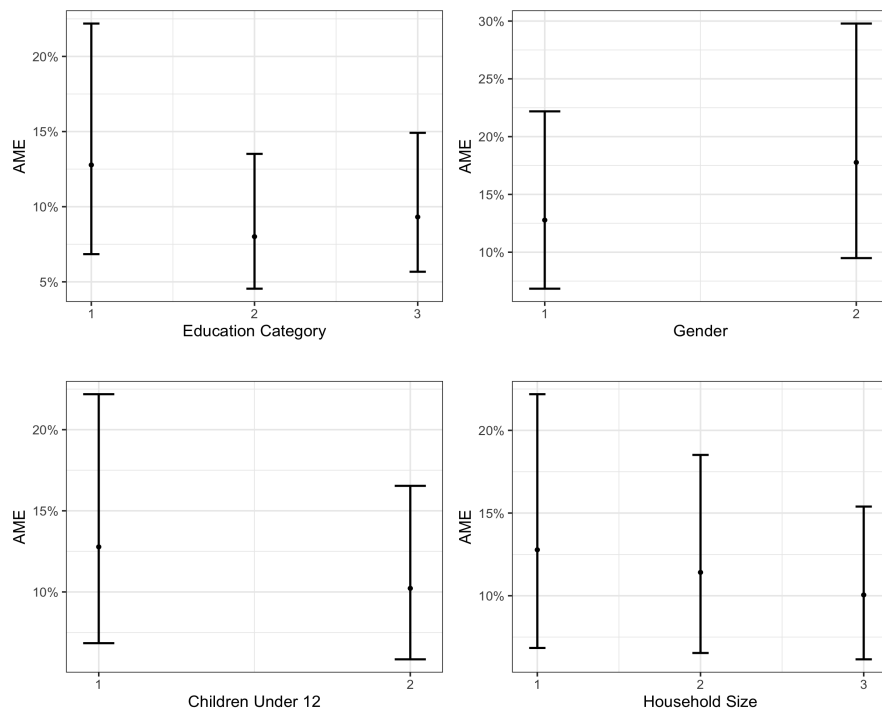 AME
20%
15%
10%
5%
1 2 3
Education Category
AME
30%
25%
20%
15%
10%
1 2
Gender
AME
20%
15%
10%
1 2
Children Under 12
AME
20%
15%
10%
1 2 3
Household Size